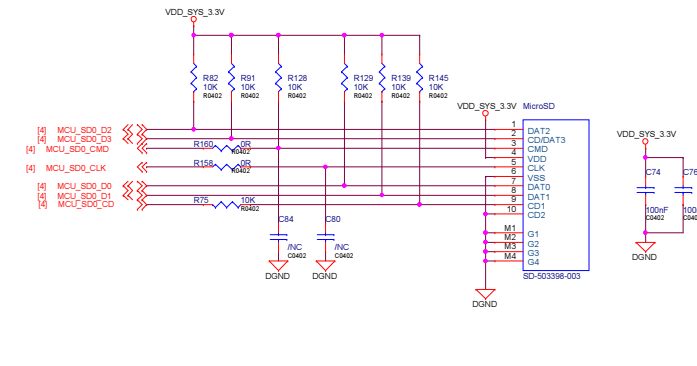 VDD_SYS_3.3V
R82
10K
R0402
R91
10K
R0402
R128
10K
R0402
R129
10K
R0402
R139
10K
R0402
R145
10K
R0402
VDD_SYS_3.3V
MicroSD
VDD_SYS_3.3V
[4] MCU_SD0_D2
[4] MCU_SD0_D3
[4] MCU_SD0_CMD
R160
0R
R0402
[4] MCU_SD0_CLK
R158
0R
R0402
[4] MCU_SD0_D0
[4] MCU_SD0_D1
[4] MCU_SD0_CD
R75
10K
R0402
1 DAT2
2 CD/DAT3
3 CMD
4 VDD
5 CLK
6 VSS
7 DAT0
8 DAT1
9 CD1
10 CD2
M1 G1
M2 G2
M3 G3
M4 G4
SD-503398-003
C84
/NC
C0402
DGND
C80
/NC
C0402
DGND
DGND
C74
100nF
C0402
C76
DGND